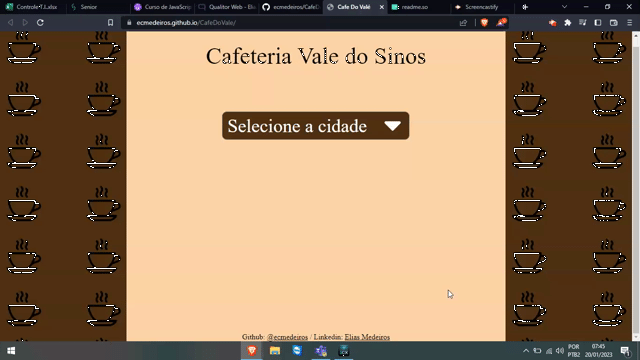 Controle•T.I.xlsx
Senior
Curso de JavaScrip
Qualitor Web - Ele
ecmedeiros/CafeD
Cafe Do Vale
readme.so
Screencastify
ecmedeiros.github.io/CafeDoVale/
Cafeteria Vale do Sinos
Selecione a cidade
Github: @ecmedeiros / Linkedin: Elias Medeiros
POR
PTB2
07:45
20/01/2023